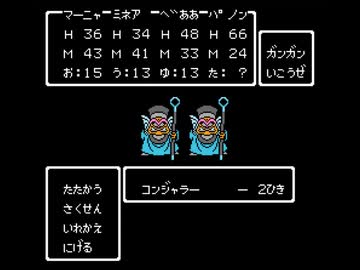 マーニャ ミネア ーべああ パノン
H 36 H 34 H 48 H 66
M 43 M 41 M 33 M 24
お:15 う:13 ゆ:13 た: ?
ガンガン
いこうぜ
たたかう
さくせん
いれかえ
にげる
コンジャラー ー 2ひき